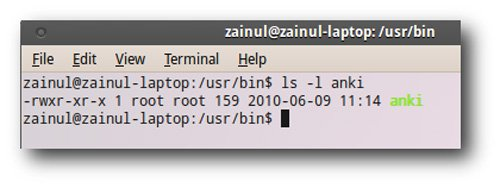 zainul@zainul-laptop: /usr/bin
File Edit View Terminal Help
zainul@zainul-laptop:/usr/bin$ ls -l anki
-rwxr-xr-x 1 root root 159 2010-06-09 11:14 anki
zainul@zainul-laptop:/usr/bin$